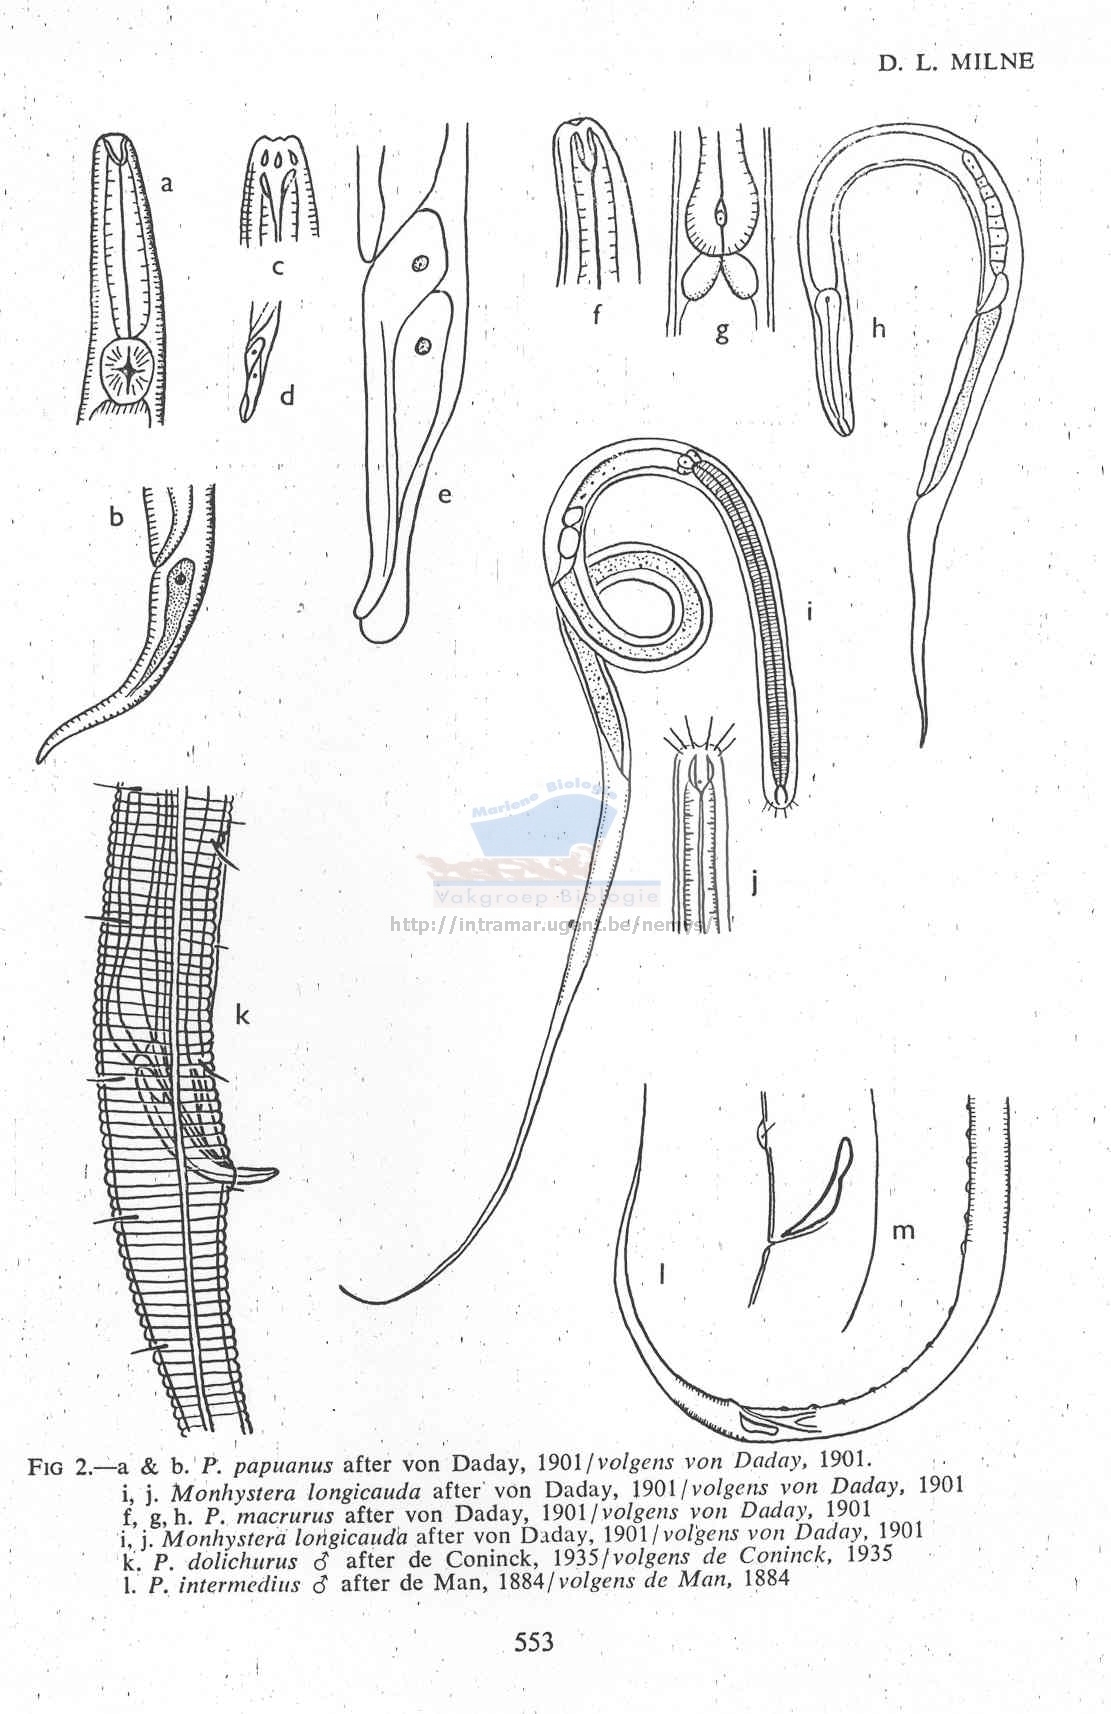 D. L. MILNE
a
c
d
e
f
g
h
b
i
j
Mariene Biologie
Vakgroep Biologie
http://intramar.ugent.be/nemys/
k
l
m
FIG 2.—a & b. P. papuanus after von Daday, 1901/volgens von Daday, 1901.
i, j. Monhystera longicauda after von Daday, 1901/volgens von Daday, 1901
f, g, h. P. macrurus after von Daday, 1901/volgens von Daday, 1901
i, j. Monhystera longicauda after von Daday, 1901/volgens von Daday, 1901
k. P. dolichurus ♂ after de Coninck, 1935/volgens de Coninck, 1935
l. P. intermedius ♂ after de Man, 1884/volgens de Man, 1884
553